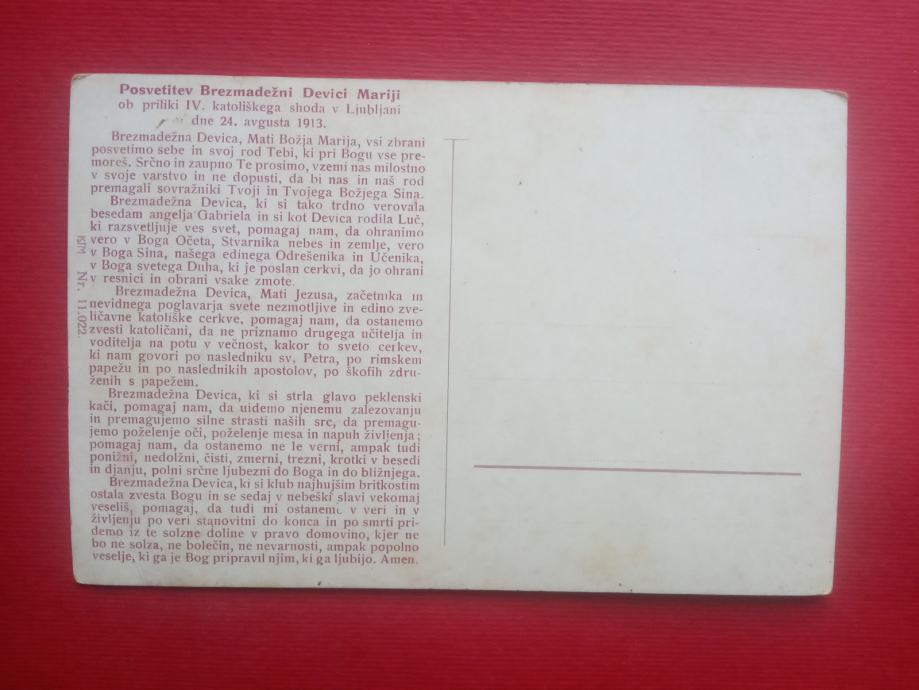 Posvetitev Brezmadežni Devici Mariji
ob priliki IV. katoliškega shoda v Ljubljani
dne 24. avgusta 1913.
Brezmadežna Devica, Mati Božja Marija, vsi zbrani
posvetimo sebe in svoj rod Tebi, ki pri Bogu vse pre-
moreš. Srčno in zaupno Te prosimo, vzemi nas milostno
v svoje varstvo in ne dopusti, da bi nas in naš rod
premagali sovražniki Tvoji in Tvojega Božjega Sina.
Brezmadežna Devica, ki si tako trdno verovala
besedam angelja Gabriela in si kot Devica rodila Luč,
ki razsvetljuje ves svet, pomagaj nam, da ohranimo
vero v Boga Očeta, Stvarnika nebes in zemlje, vero
v Boga Sina, našega edinega Odrešenika in Učenika,
v Boga svetega Duha, ki je poslan cerkvi, da jo ohrani
v resnici in obrani vsake zmote.
Brezmadežna Devica, Mati Jezusa, začetnika in
nevidnega poglavarja svete nezmotljive in edino zve-
ličavne katoliške cerkve, pomagaj nam, da ostanemo
zvesti katoličani, da ne priznamo drugega učitelja in
voditelja na potu v večnost, kakor to sveto cerkev,
ki nam govori po nasledniku sv. Petra, po rimskem
papežu in po naslednikih apostolov, po škofih zdru-
ženih s papežem.
Brezmadežna Devica, ki si strla glavo peklenski
kači, pomagaj nam, da uidemo njenemu zalezovanju
in premagujemo silne strasti naših src, da premagu-
jemo poželenje oči, poželenje mesa in napuh življenja;
pomagaj nam, da ostanemo ne le verni, ampak tudi
ponižni, nedolžni, čisti, zmerni, trezni, krotki v besedi
in djanju, polni srčne ljubezni do Boga in do bližnjega.
Brezmadežna Devica, ki si kljub najhujšim britkostim
ostala zvesta Bogu in se sedaj v nebeški slavi vekomaj
veseliš, pomagaj, da tudi mi ostanemo v veri in v
življenju po veri stanovitni do konca in po smrti pri-
demo iz te solzne doline v pravo domovino, kjer ne
bo ne solza, ne bolečin, ne nevarnosti, ampak popolno
veselje, ki ga je Bog pripravil njim, ki ga ljubijo. Amen.
Nr. 11.022.